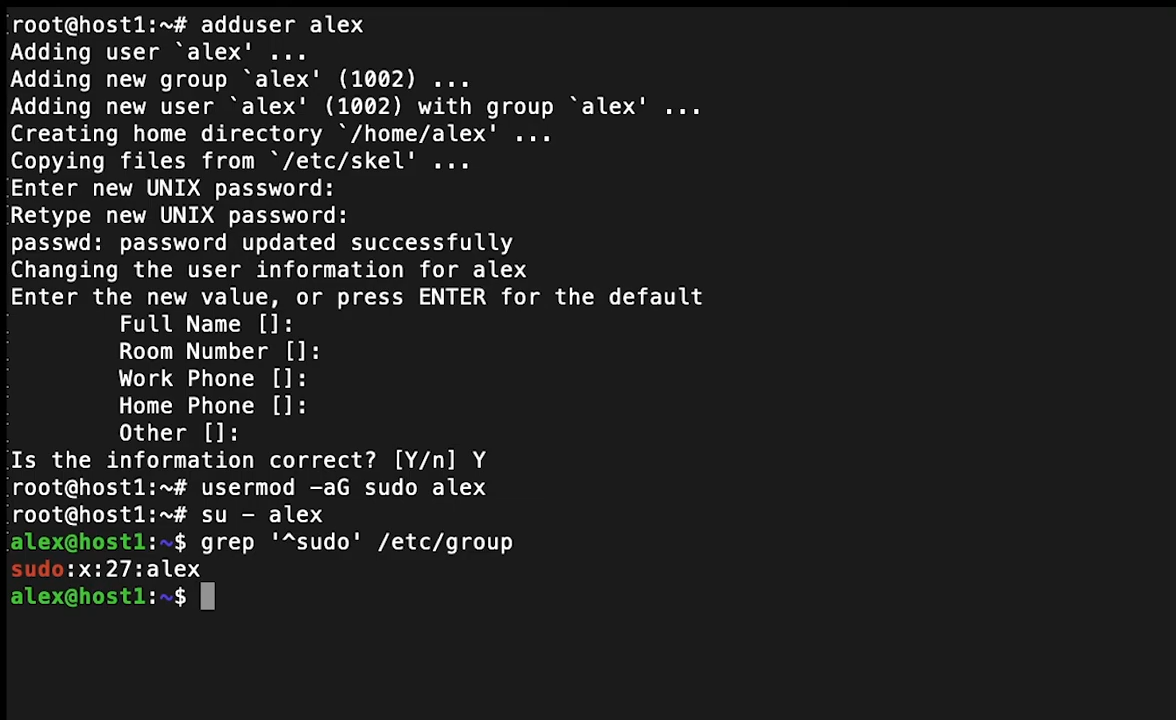 root@host1:~# adduser alex
Adding user `alex' ...
Adding new group `alex' (1002) ...
Adding new user `alex' (1002) with group `alex' ...
Creating home directory `/home/alex' ...
Copying files from `/etc/skel' ...
Enter new UNIX password:
Retype new UNIX password:
passwd: password updated successfully
Changing the user information for alex
Enter the new value, or press ENTER for the default
        Full Name []:
        Room Number []:
        Work Phone []:
        Home Phone []:
        Other []:
Is the information correct? [Y/n] Y
root@host1:~# usermod -aG sudo alex
root@host1:~# su - alex
alex@host1:~$ grep '^sudo' /etc/group
sudo:x:27:alex
alex@host1:~$